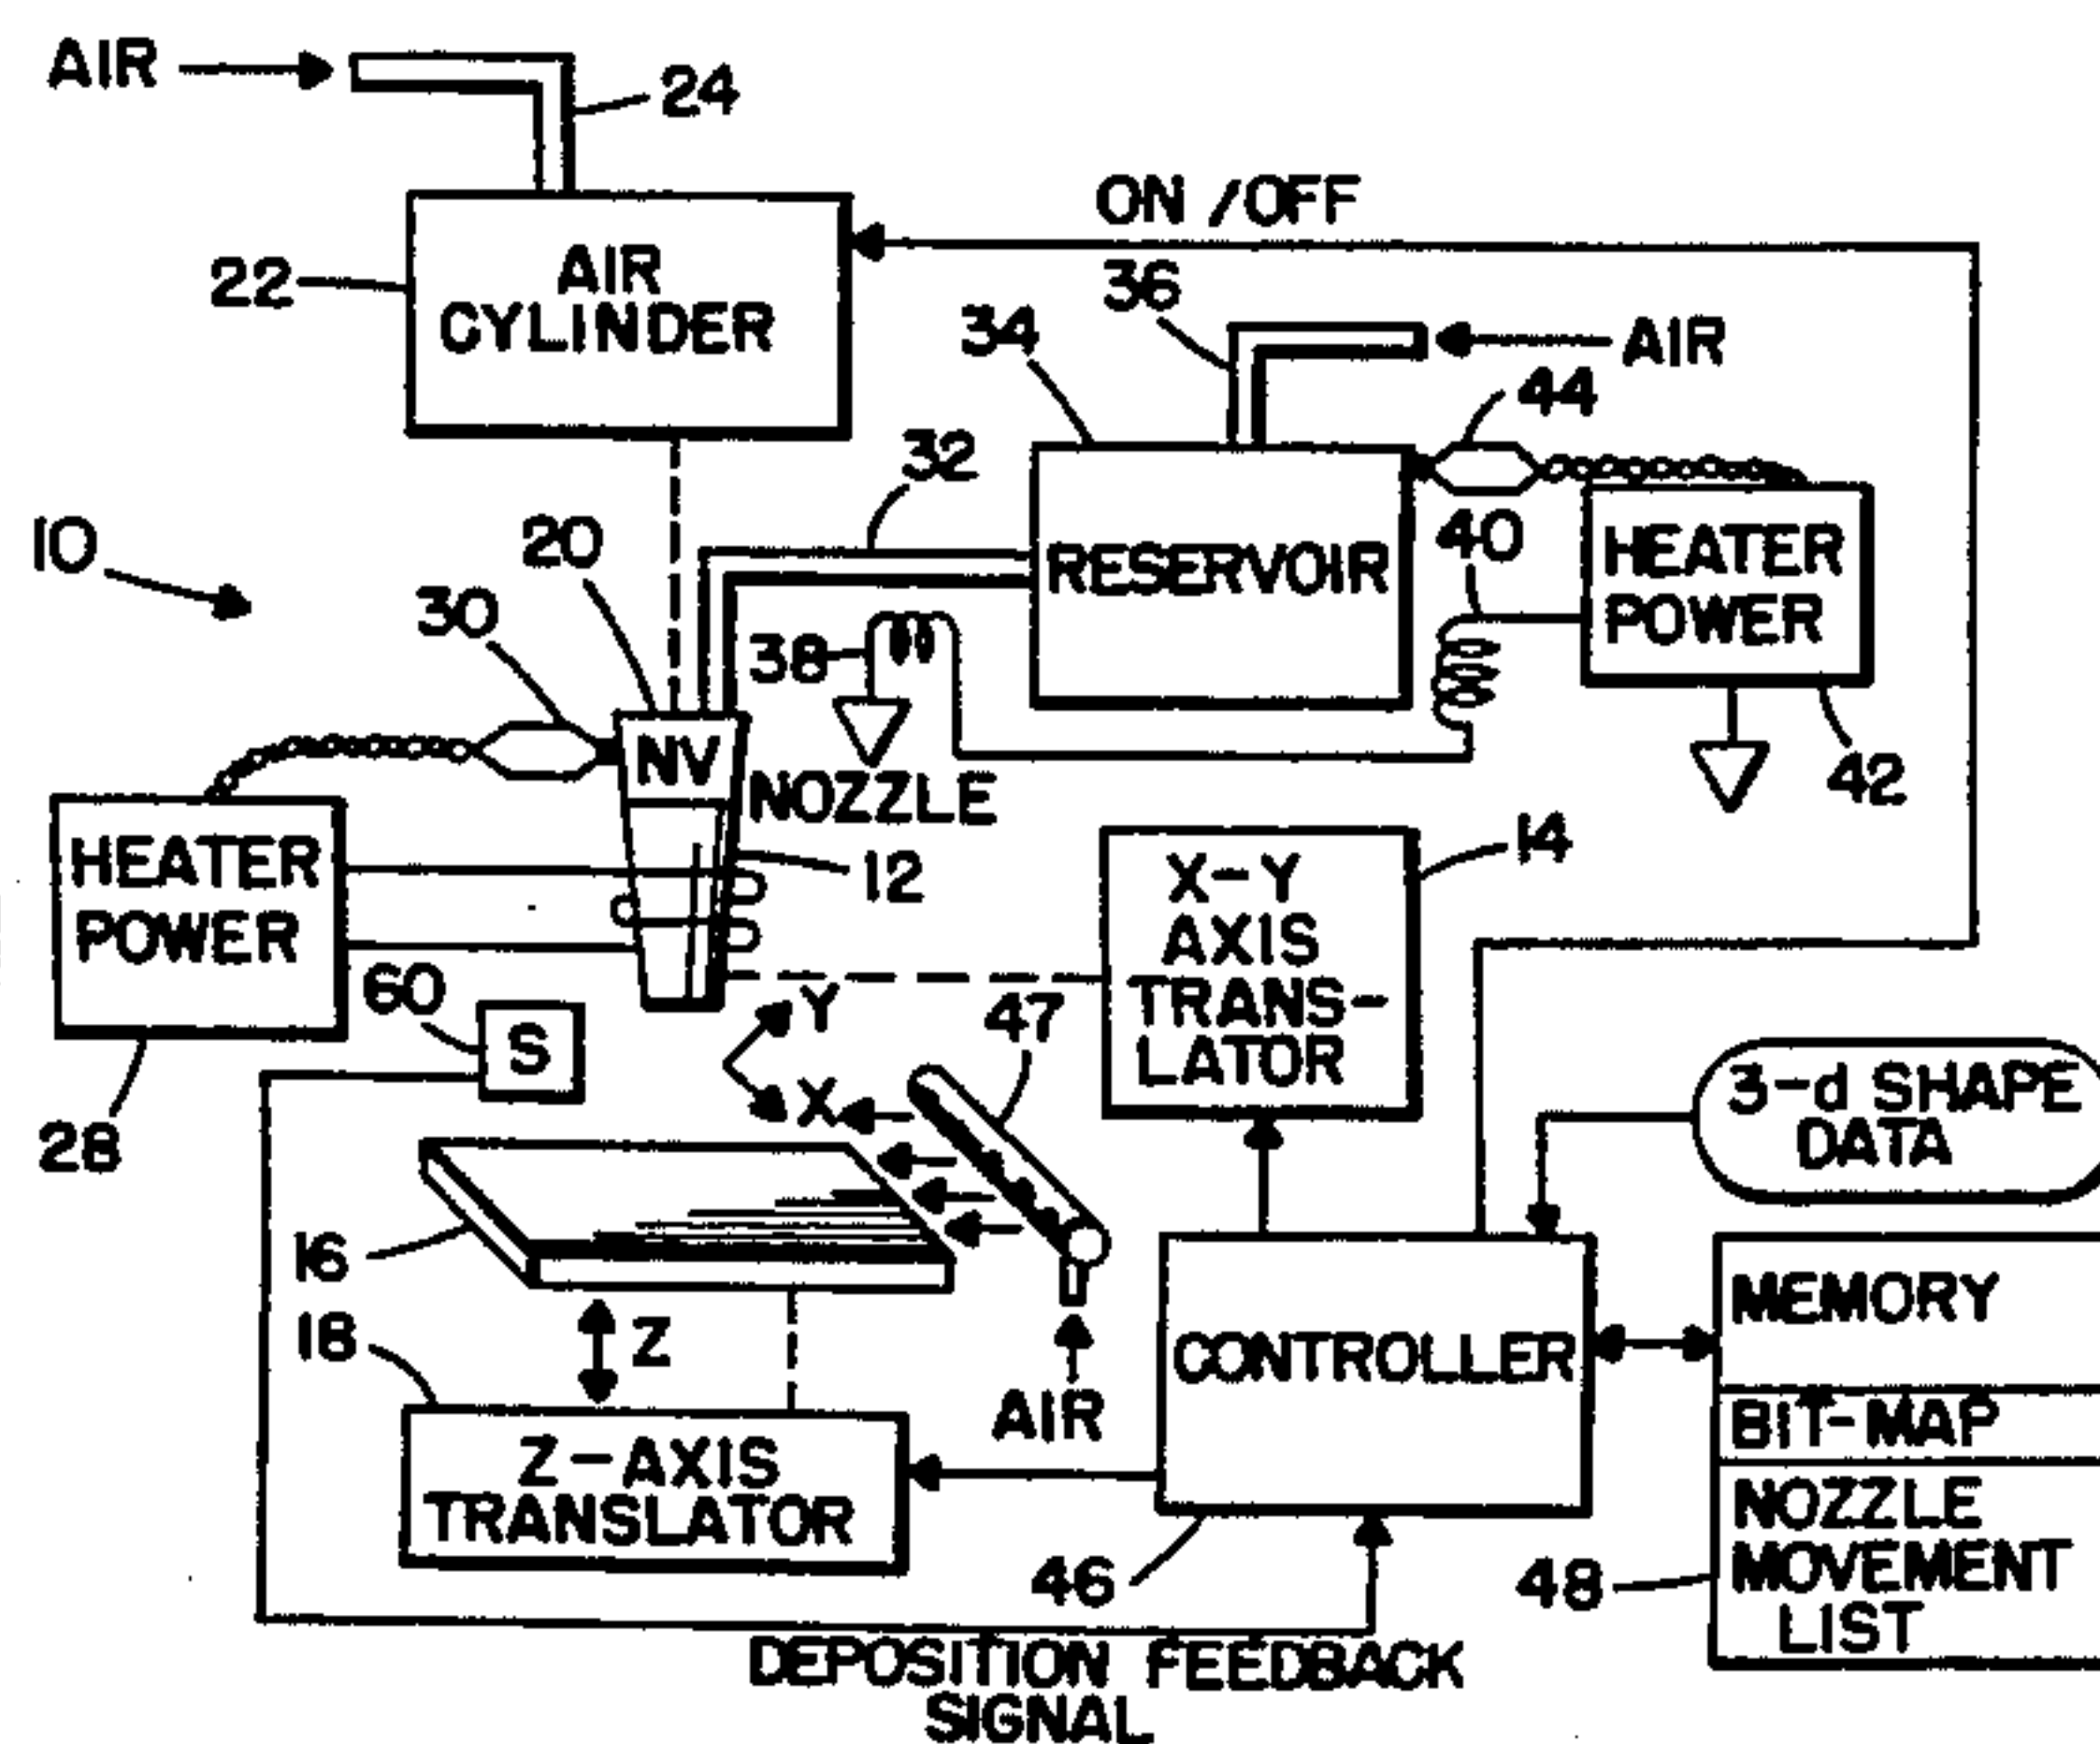 AIR
24
ON /OFF
22
AIR
CYLINDER
36
34
AIR
44
32
10
20
30
RESERVOIR
40
HEATER
POWER
38
NV
NOZZLE
42
HEATER
POWER
12
14
X-Y
AXIS
TRANS-
LATOR
60
S
Y
X
47
28
3-d SHAPE
DATA
16
18
Z
AIR
CONTROLLER
MEMORY
BIT-MAP
NOZZLE
MOVEMENT
LIST
Z-AXIS
TRANSLATOR
46
48
DEPOSITION FEEDBACK
SIGNAL